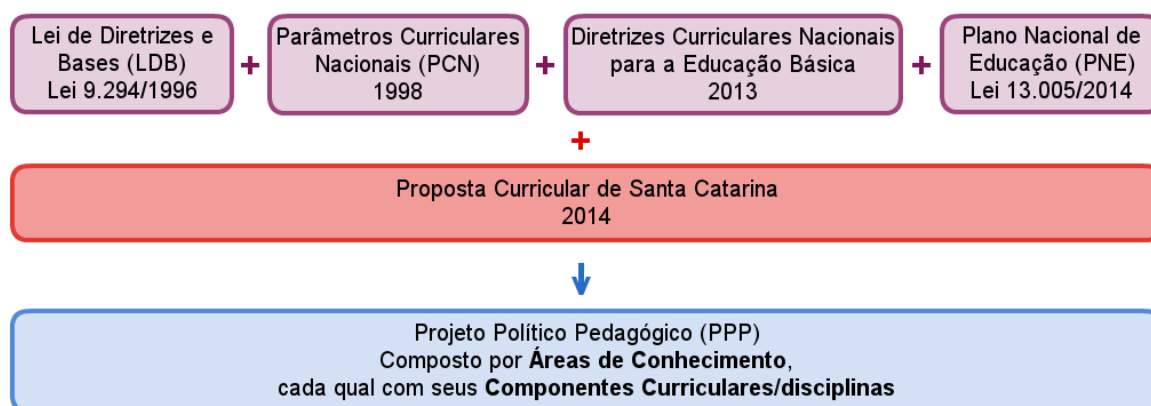 Lei de Diretrizes e
Bases (LDB)
Lei 9.294/1996
+
Parâmetros Curriculares
Nacionais (PCN)
1998
+
Diretrizes Curriculares Nacionais
para a Educação Básica
2013
+
Plano Nacional de
Educação (PNE)
Lei 13.005/2014
+
Proposta Curricular de Santa Catarina
2014
Projeto Político Pedagógico (PPP)
Composto por Áreas de Conhecimento,
cada qual com seus Componentes Curriculares/disciplinas